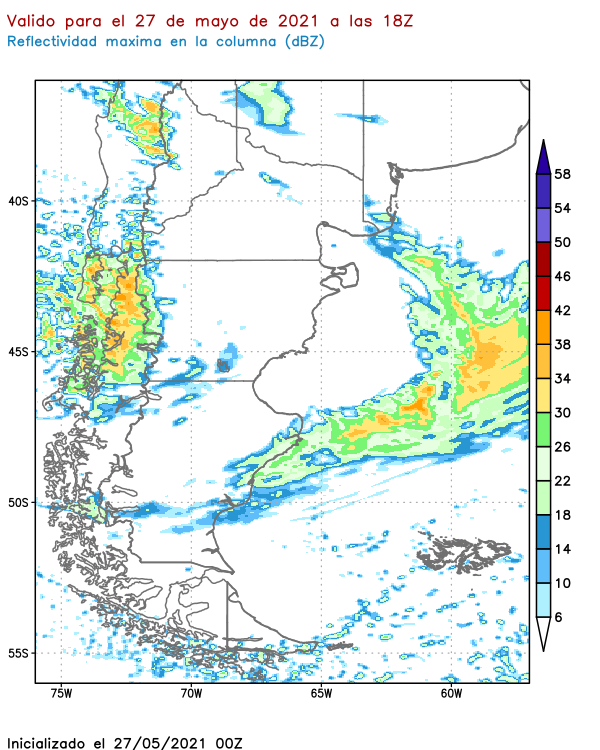 Valido para el 27 de mayo de 2021 a las 18Z
Reflectividad maxima en la columna (dBZ)
58
54
50
46
42
38
34
30
26
22
18
14
10
6
40S
45S
50S
55S
75W 70W 65W 60W
Inicializado el 27/05/2021 00Z